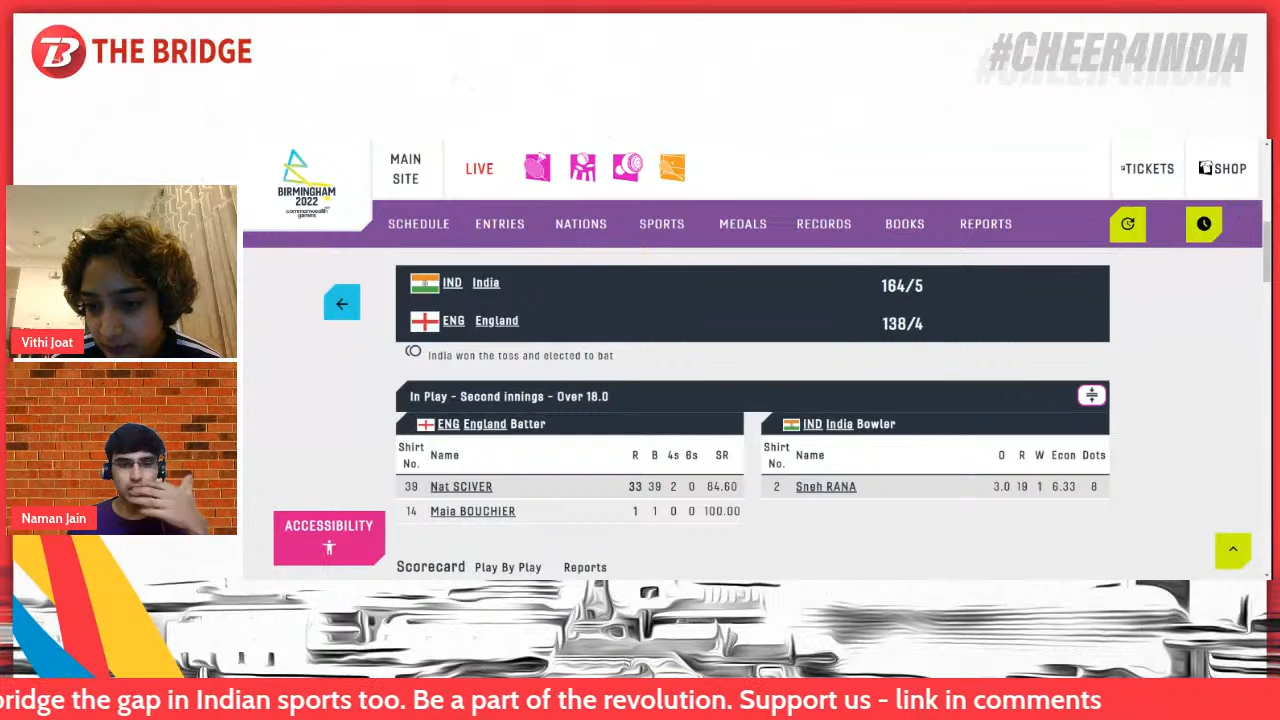 THE BRIDGE
#CHEER4INDIA
BIRMINGHAM
2022
commonwealth
games
MAIN
SITE
LIVE
TICKETS
SHOP
SCHEDULE ENTRIES NATIONS SPORTS MEDALS RECORDS BOOKS REPORTS
IND India 164/5
ENG England 138/4
India won the toss and elected to bat
In Play - Second innings - Over 18.0
ENG England Batter
Shirt No. Name R B 4s 6s SR
39 Nat SCIVER 33 39 2 0 84.60
14 Maia BOUCHIER 1 1 0 0 100.00
IND India Bowler
Shirt No. Name O R W Econ Dots
2 Sneh RANA 3.0 19 1 6.33 8
Scorecard Play By Play Reports
ACCESSIBILITY
Vithi Joat
Naman Jain
bridge the gap in Indian sports too. Be a part of the revolution. Support us - link in comments